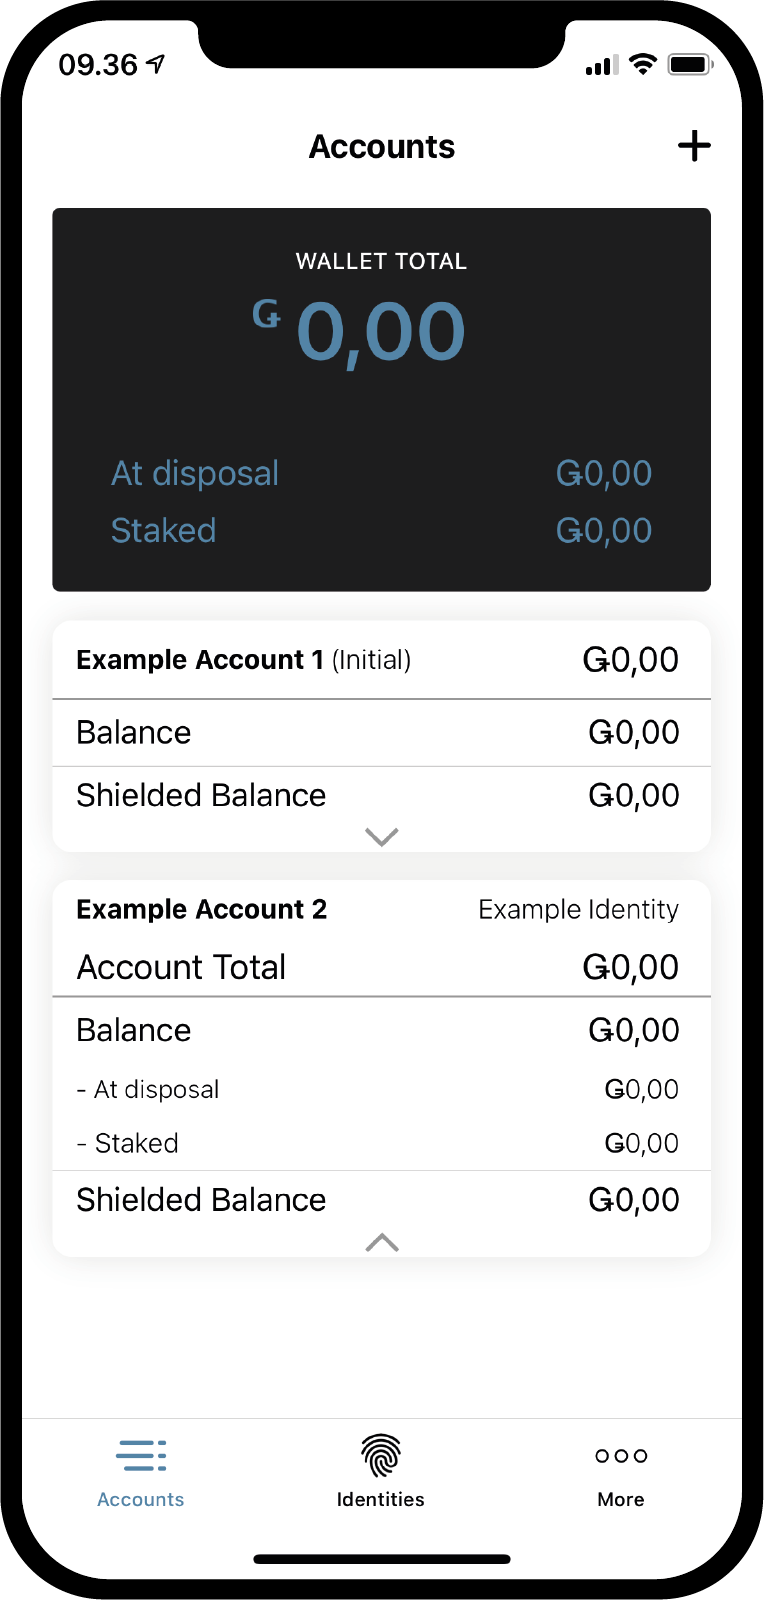 09.36
Accounts +
WALLET TOTAL
Ǥ 0,00
At disposal Ǥ0,00
Staked Ǥ0,00
Example Account 1 (Initial) Ǥ0,00
Balance Ǥ0,00
Shielded Balance Ǥ0,00
Example Account 2 Example Identity
Account Total Ǥ0,00
Balance Ǥ0,00
- At disposal Ǥ0,00
- Staked Ǥ0,00
Shielded Balance Ǥ0,00
Accounts Identities More